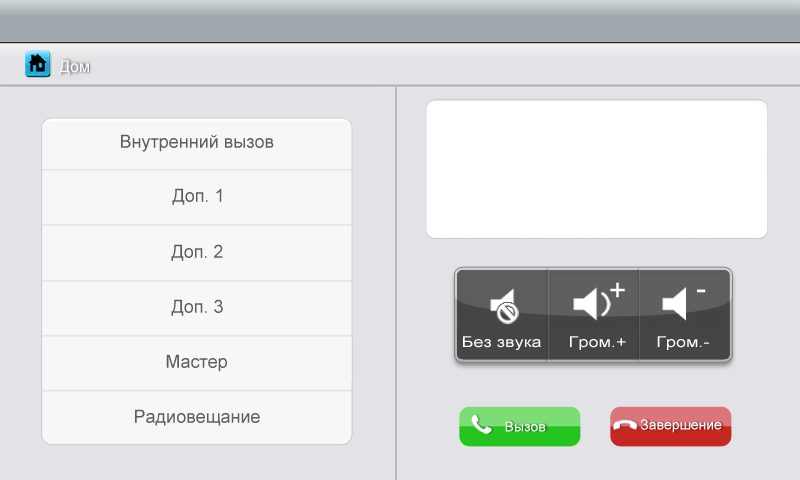 Дом
Внутренний вызов
Доп. 1
Доп. 2
Доп. 3
Мастер
Радиовещание
Без звука
Гром.+
Гром.-
Вызов
Завершение